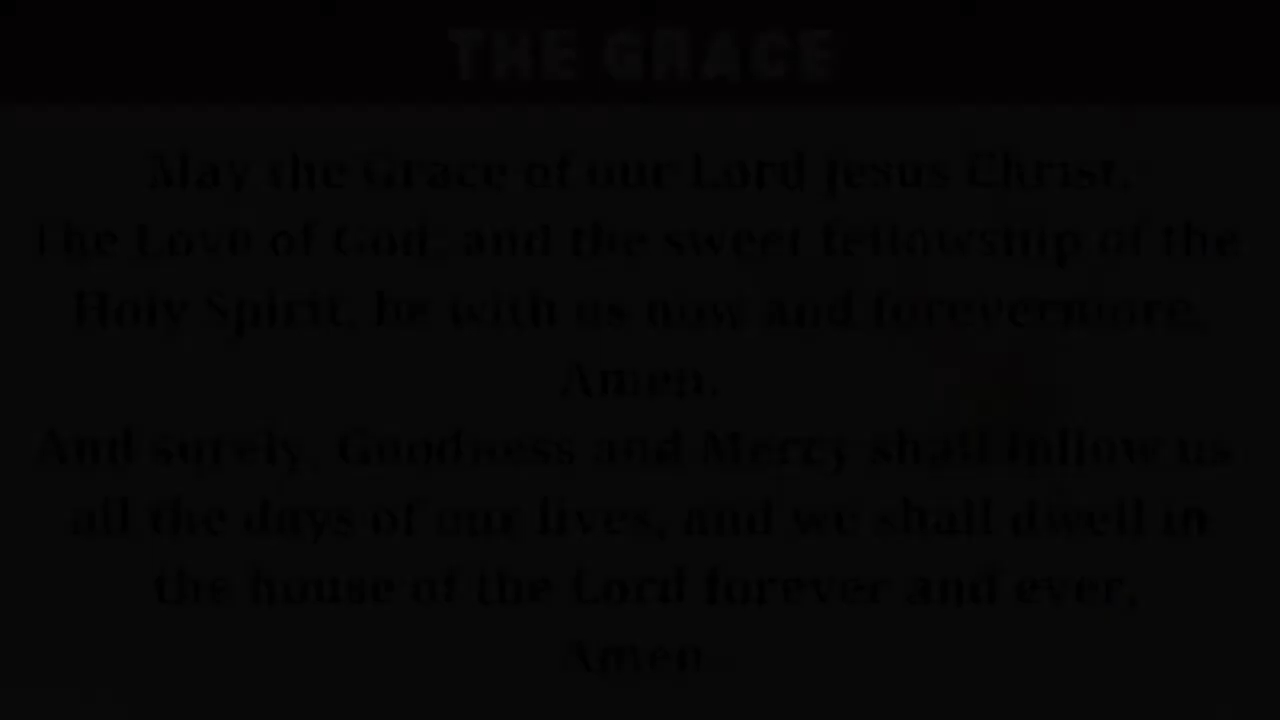 THE GRACE
May the Grace of our Lord Jesus Christ,
The Love of God, and the sweet fellowship of the
Holy Spirit, be with us now and forevermore,
Amen.
And surely, Goodness and Mercy shall follow us
all the days of our lives, and we shall dwell in
the house of the Lord forever and ever,
Amen